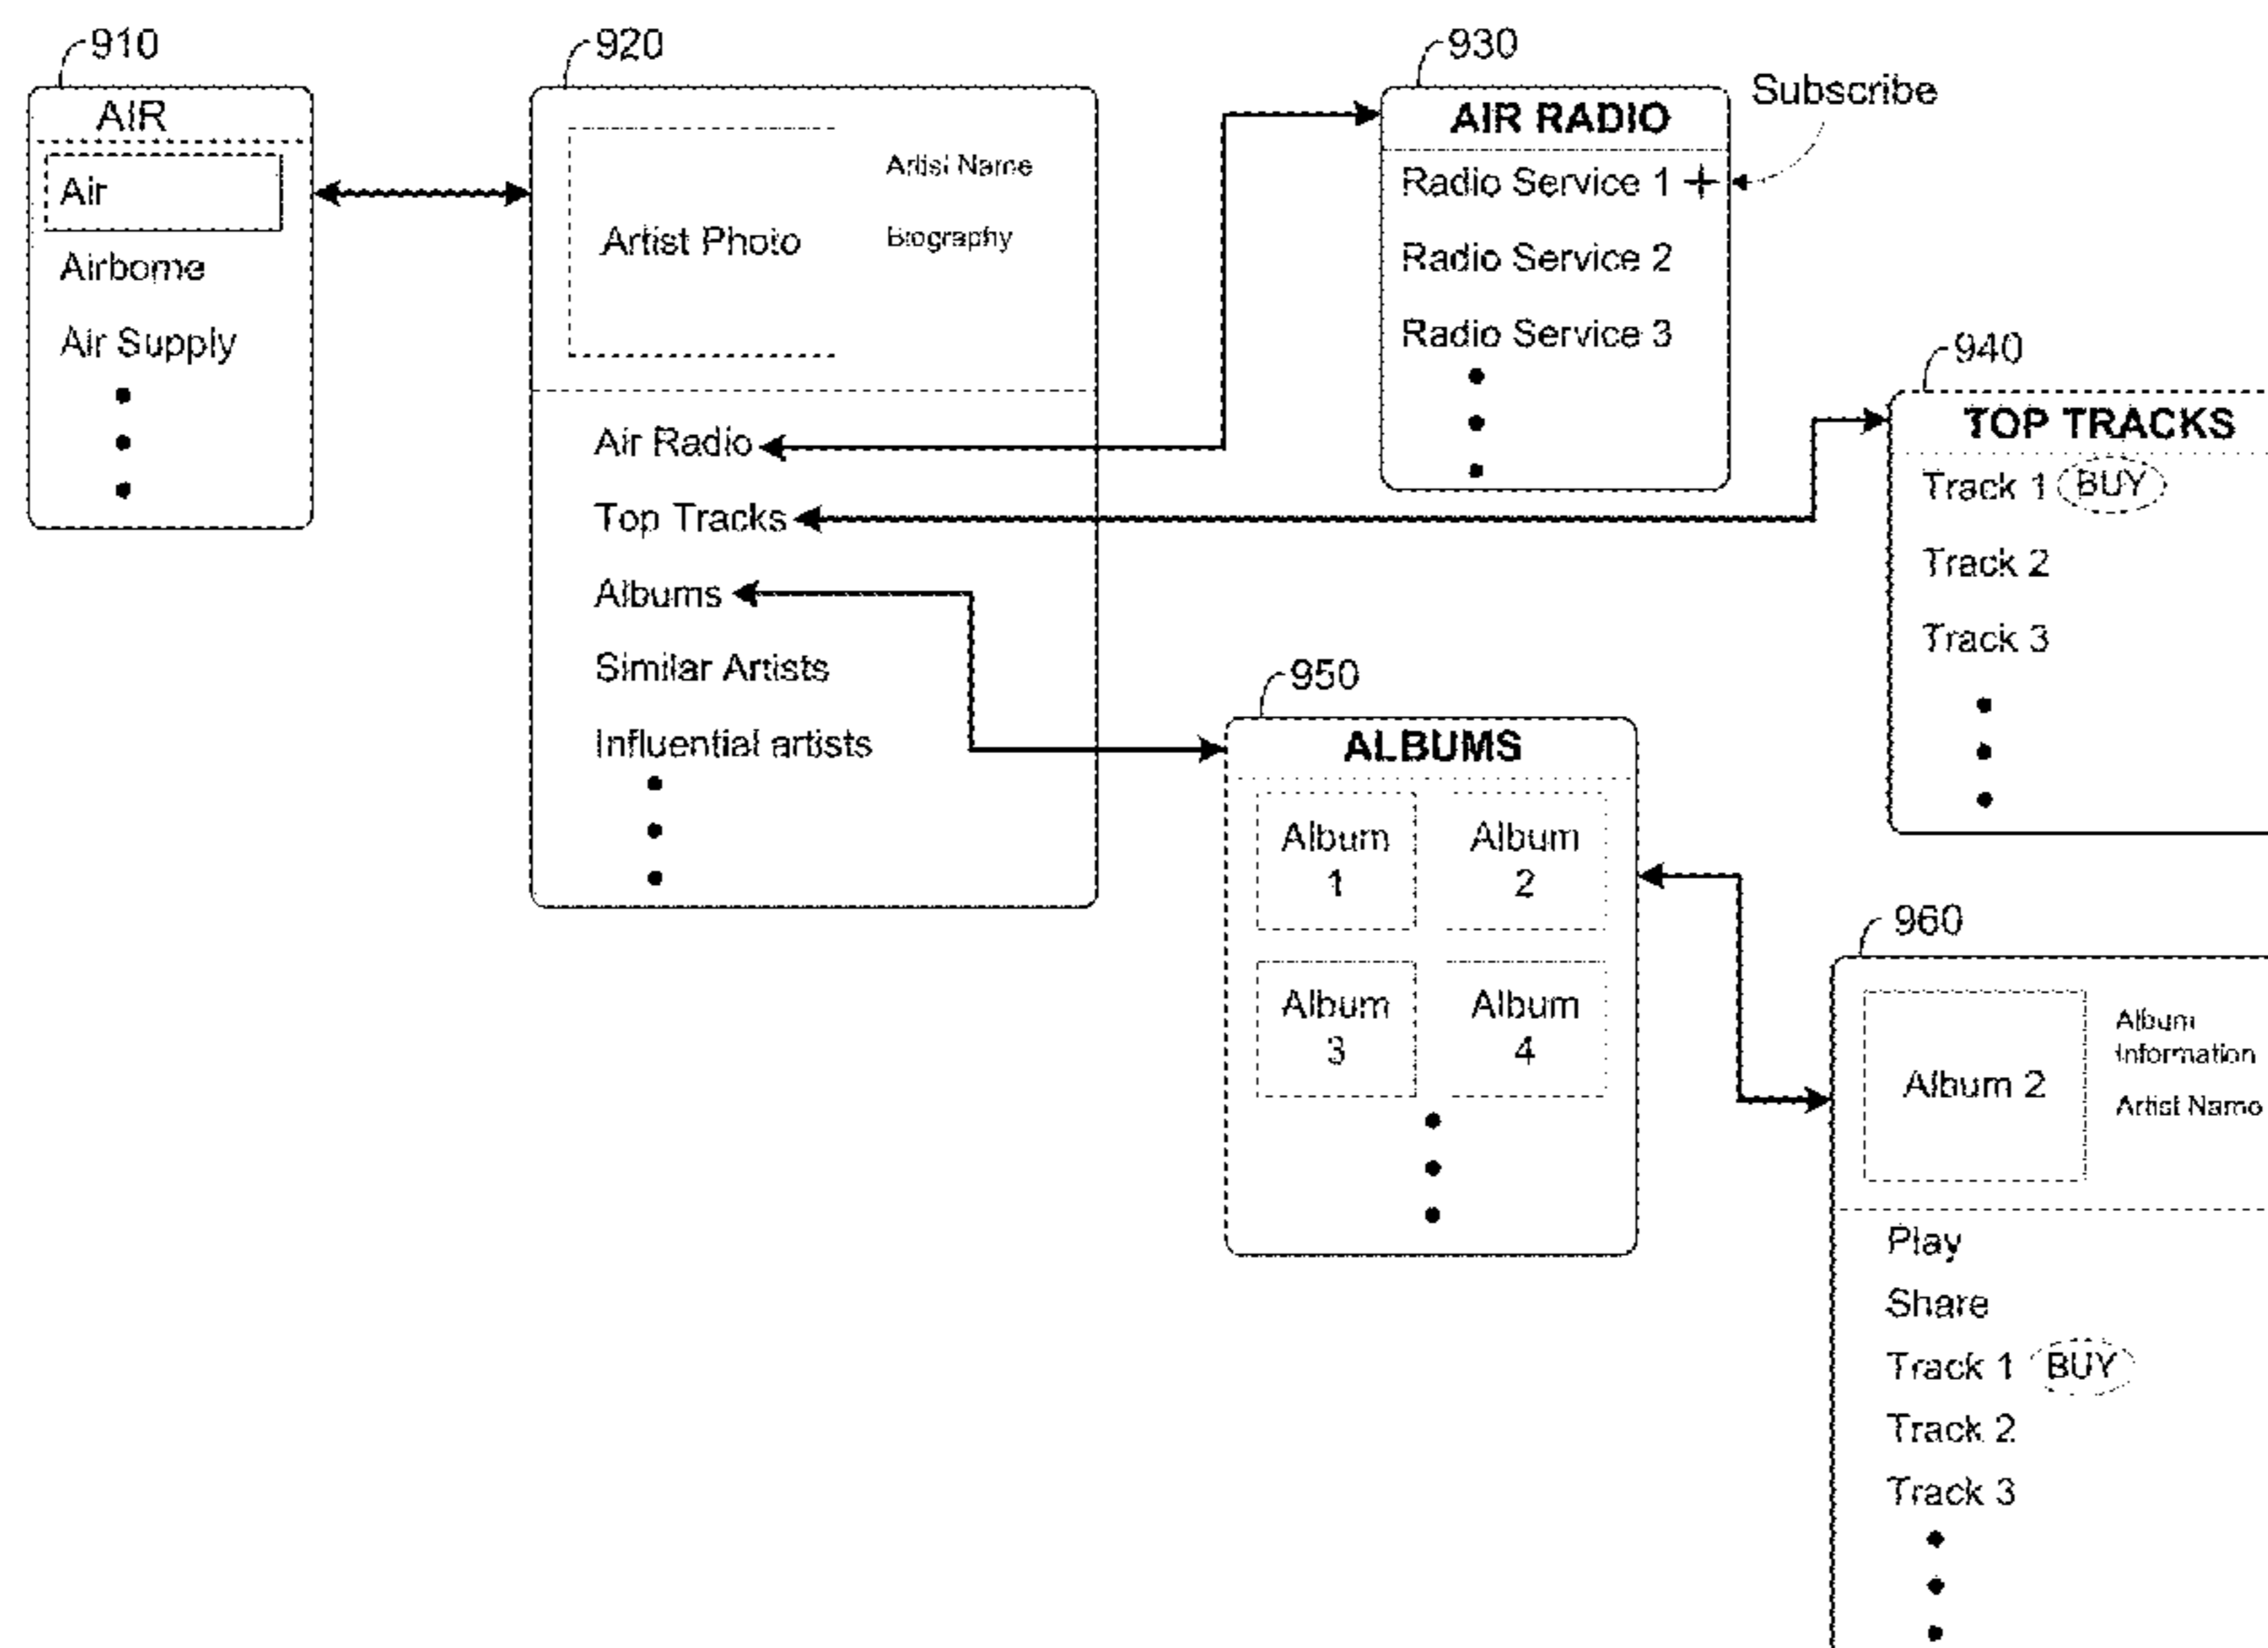 910
AIR
Air
Airborne
Air Supply
920
Artist Photo
Artist Name
Biography
Air Radio
Top Tracks
Albums
Similar Artists
Influential artists
930
AIR RADIO
Radio Service 1 +
Radio Service 2
Radio Service 3
Subscribe
940
TOP TRACKS
Track 1 BUY
Track 2
Track 3
950
ALBUMS
Album
1
Album
2
Album
3
Album
4
960
Album 2
Album
Information
Artist Name
Play
Share
Track 1 BUY
Track 2
Track 3